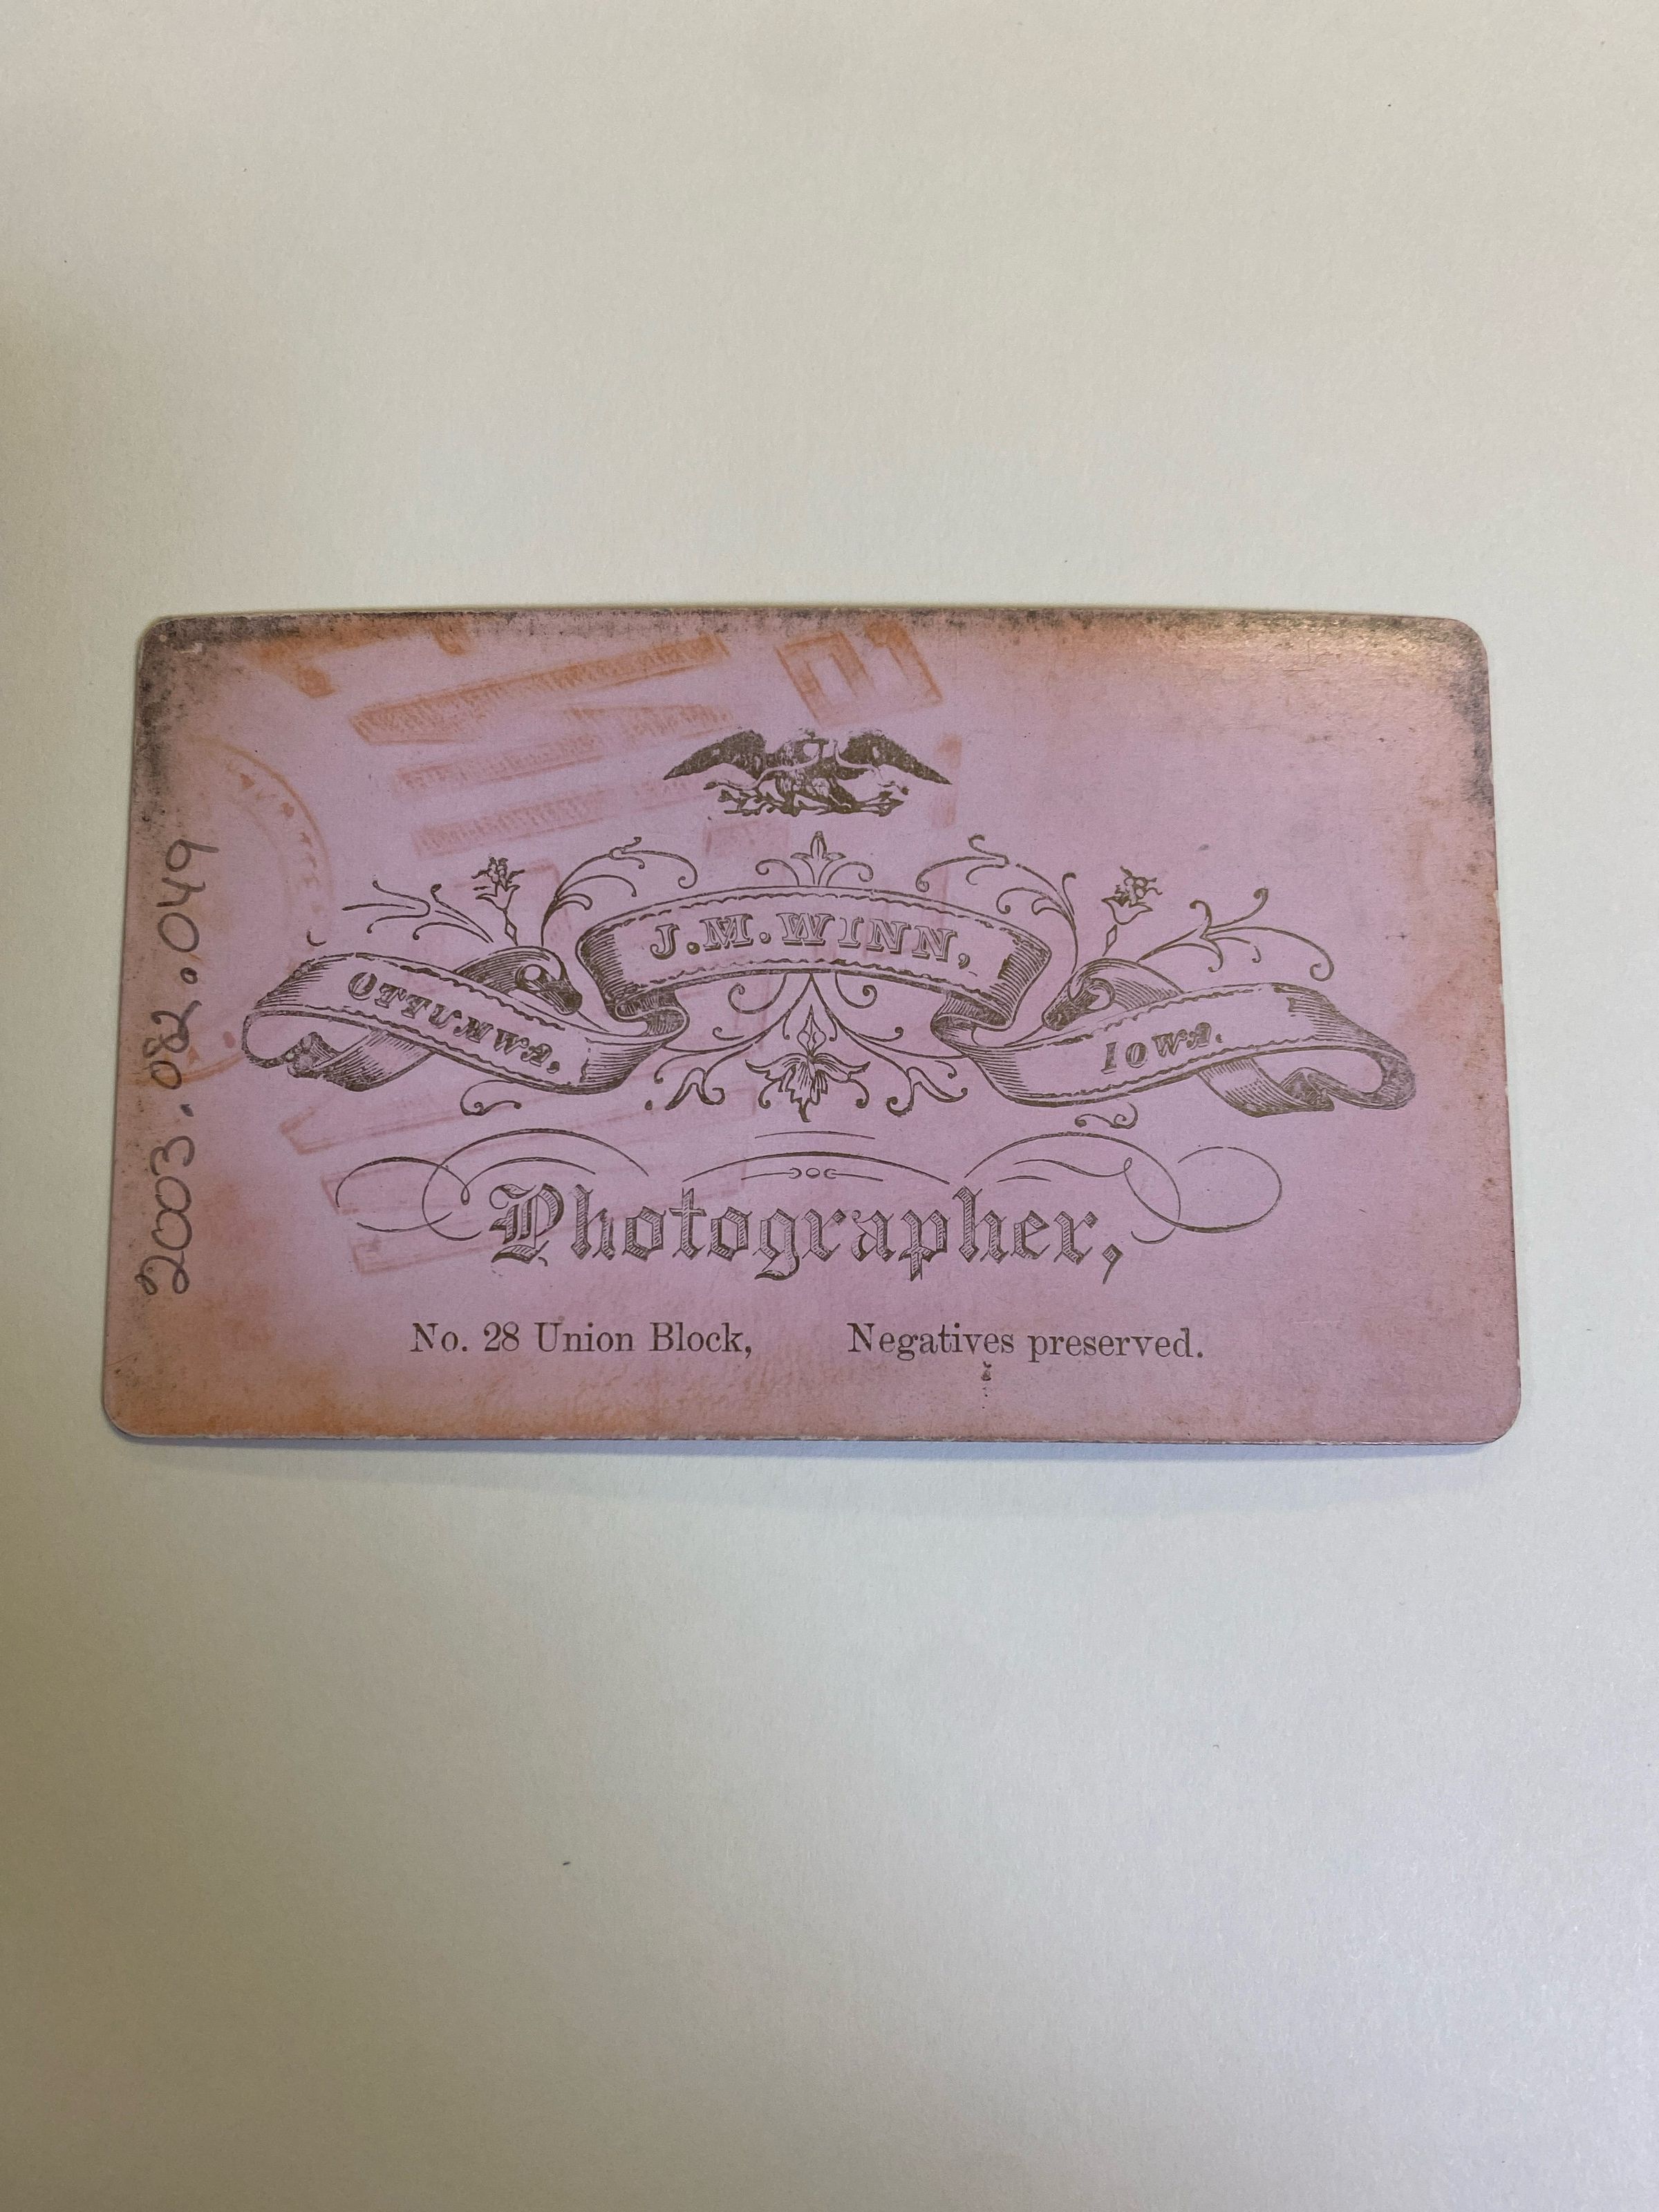 J.M. WINN,
OTTUMWA,
IOWA.
Photographer,
No. 28 Union Block, Negatives preserved.
2003.082.049